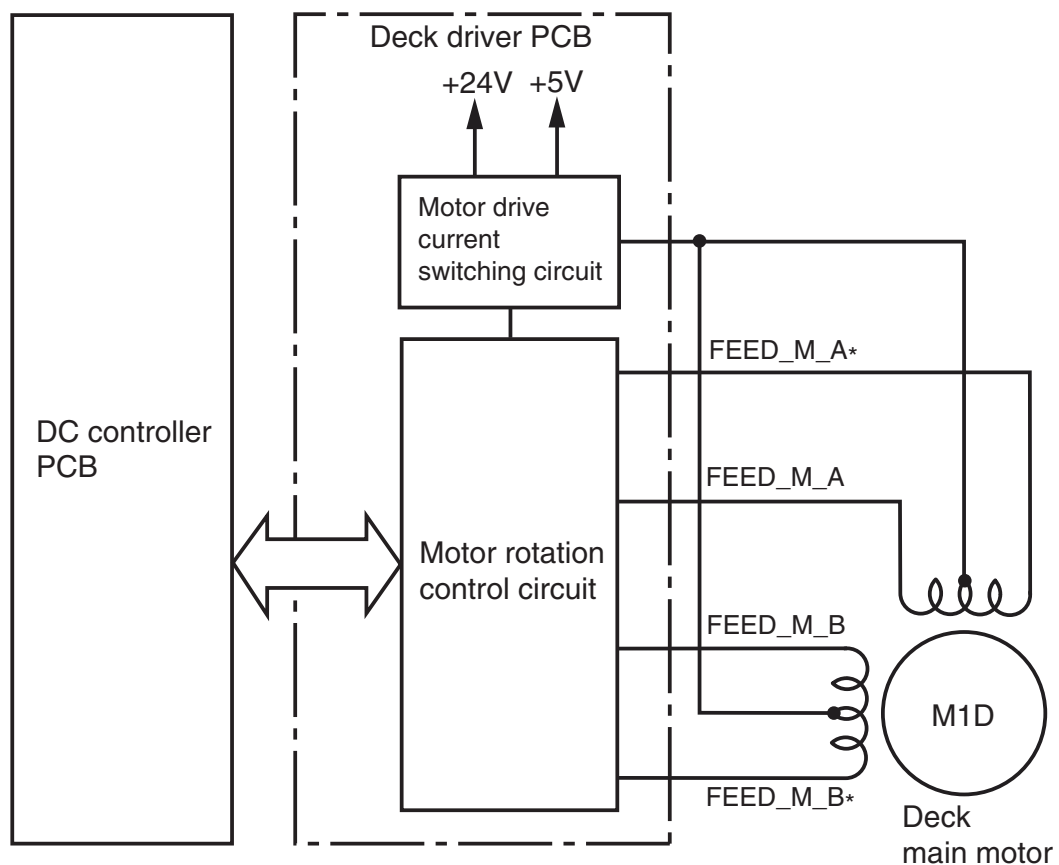 Deck driver PCB
+24V +5V
Motor drive
current
switching circuit
FEED_M_A*
DC controller
PCB
FEED_M_A
Motor rotation
control circuit
FEED_M_B
M1D
FEED_M_B*
Deck
main motor